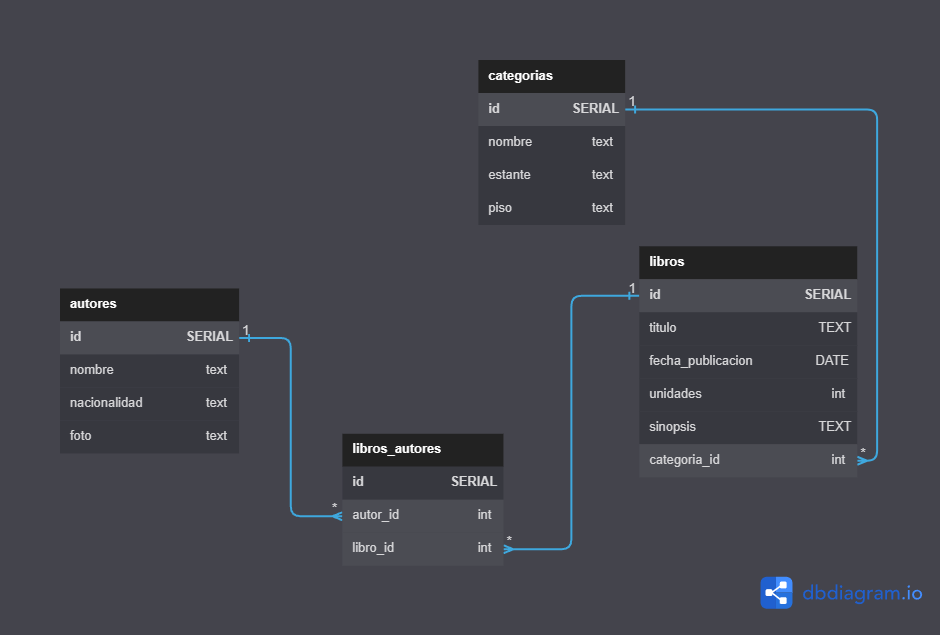 categorias
id SERIAL 1
nombre text
estante text
piso text
libros
1 id SERIAL
titulo TEXT
fecha_publicacion DATE
unidades int
sinopsis TEXT
categoria_id int *
autores
id SERIAL 1
nombre text
nacionalidad text
foto text
libros_autores
id SERIAL
* autor_id int
libro_id int *
dbdiagram.io